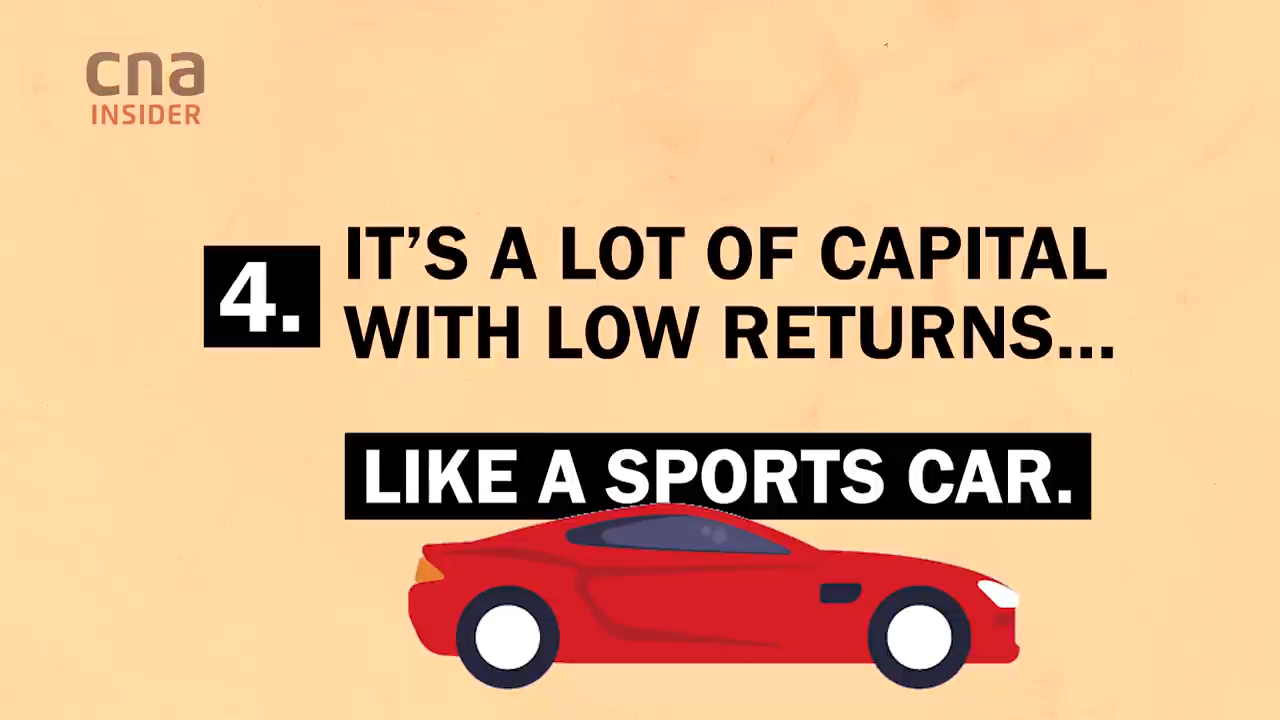 cna
INSIDER
4.
IT’S A LOT OF CAPITAL
WITH LOW RETURNS...
LIKE A SPORTS CAR.